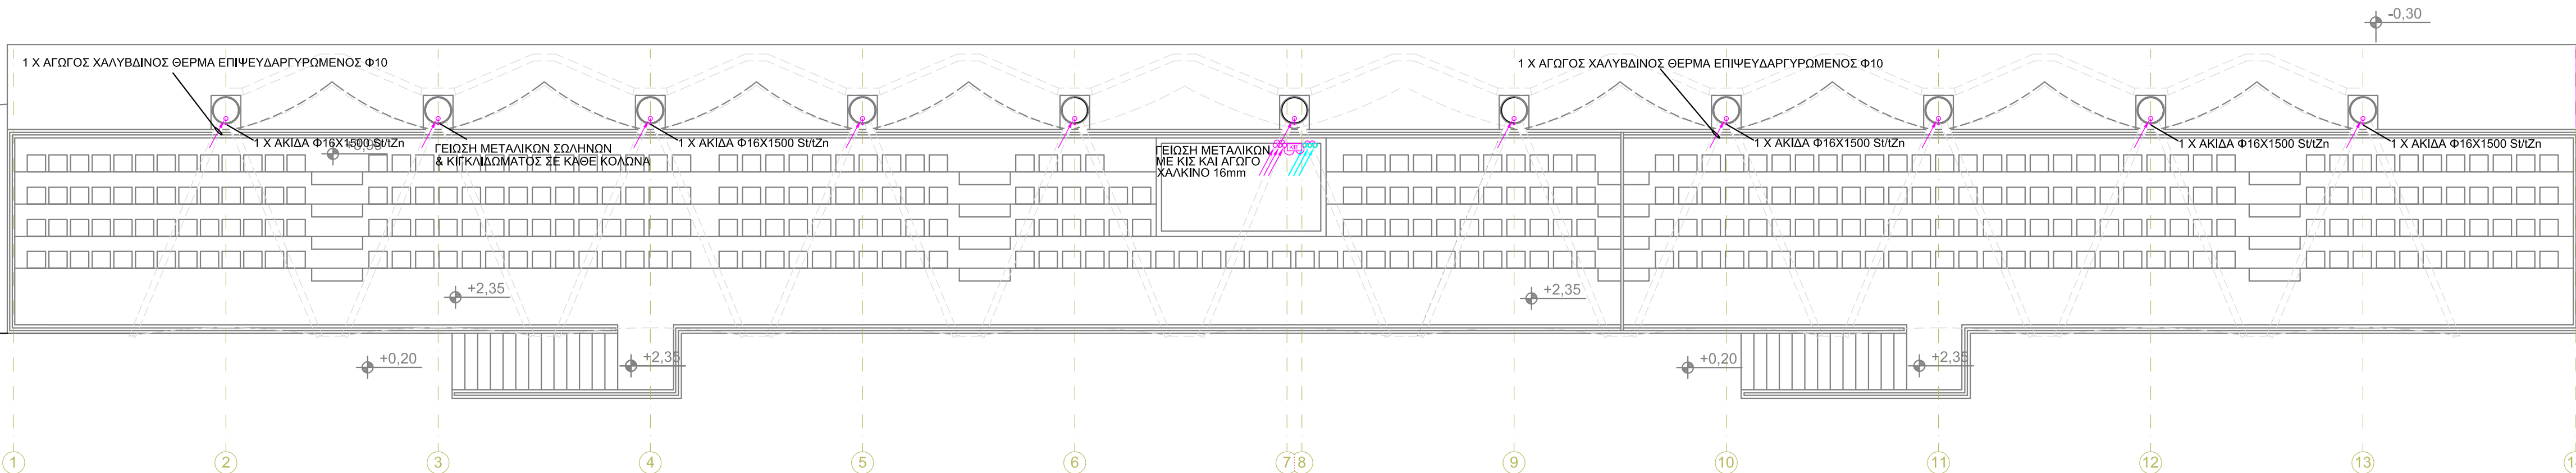 -0,30
1 X ΑΓΩΓΟΣ ΧΑΛΥΒΔΙΝΟΣ ΘΕΡΜΑ ΕΠΙΨΕΥΔΑΡΓΥΡΩΜΕΝΟΣ Φ10
1 X ΑΓΩΓΟΣ ΧΑΛΥΒΔΙΝΟΣ ΘΕΡΜΑ ΕΠΙΨΕΥΔΑΡΓΥΡΩΜΕΝΟΣ Φ10
1 X ΑΚΙΔΑ Φ16Χ1500 St/tZn
ΓΕΙΩΣΗ ΜΕΤΑΛΙΚΩΝ ΣΩΛΗΝΩΝ
& ΚΙΓΚΛΙΔΩΜΑΤΟΣ ΣΕ ΚΑΘΕ ΚΟΛΩΝΑ
1 X ΑΚΙΔΑ Φ16Χ1500 St/tZn
ΓΕΙΩΣΗ ΜΕΤΑΛΙΚΩΝ
ΜΕ ΚΙΣ ΚΑΙ ΑΓΩΓΟ
ΧΑΛΚΙΝΟ 16mm
1 X ΑΚΙΔΑ Φ16Χ1500 St/tZn
1 X ΑΚΙΔΑ Φ16Χ1500 St/tZn
1 X ΑΚΙΔΑ Φ16Χ1500 St/tZn
+2,35
+2,35
+0,20
+2,35
+0,20
+2,35
1 2 3 4 5 6 7 8 9 10 11 12 13